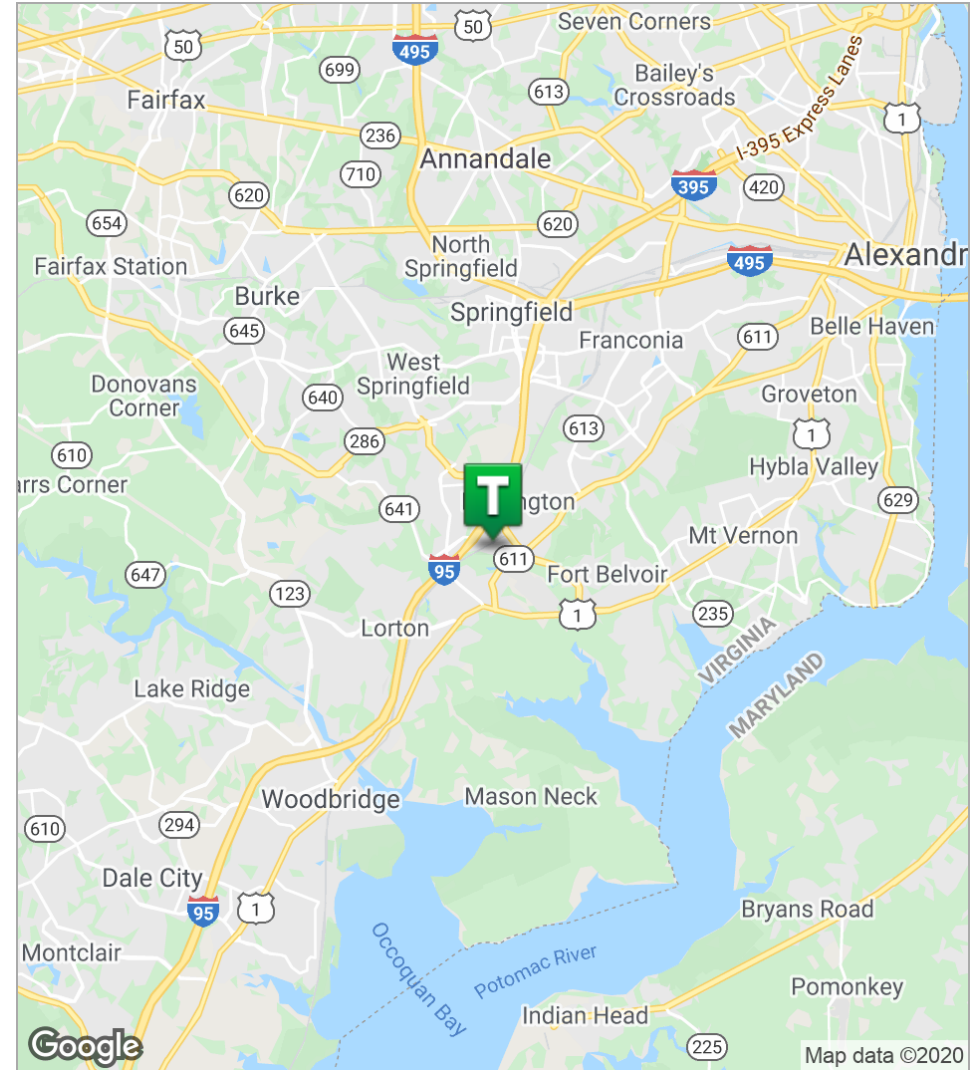 50
50
Seven Corners
495
699
Bailey's
Crossroads
613
Fairfax
I-395 Express Lanes
1
236
Annandale
710
395
420
620
654
620
North
Springfield
Fairfax Station
495
Alexandr
Burke
Springfield
645
Franconia
611
Belle Haven
West
Springfield
Donovans
Corner
640
Groveton
286
613
1
610
arrs Corner
Hybla Valley
T
ngton
641
629
Mt Vernon
611
95
Fort Belvoir
647
123
1
235
Lorton
VIRGINIA
MARYLAND
Lake Ridge
Woodbridge
Mason Neck
610
294
Dale City
95
1
Bryans Road
Montclair
Occoquan Bay
Potomac River
Pomonkey
Indian Head
225
Google
Map data ©2020